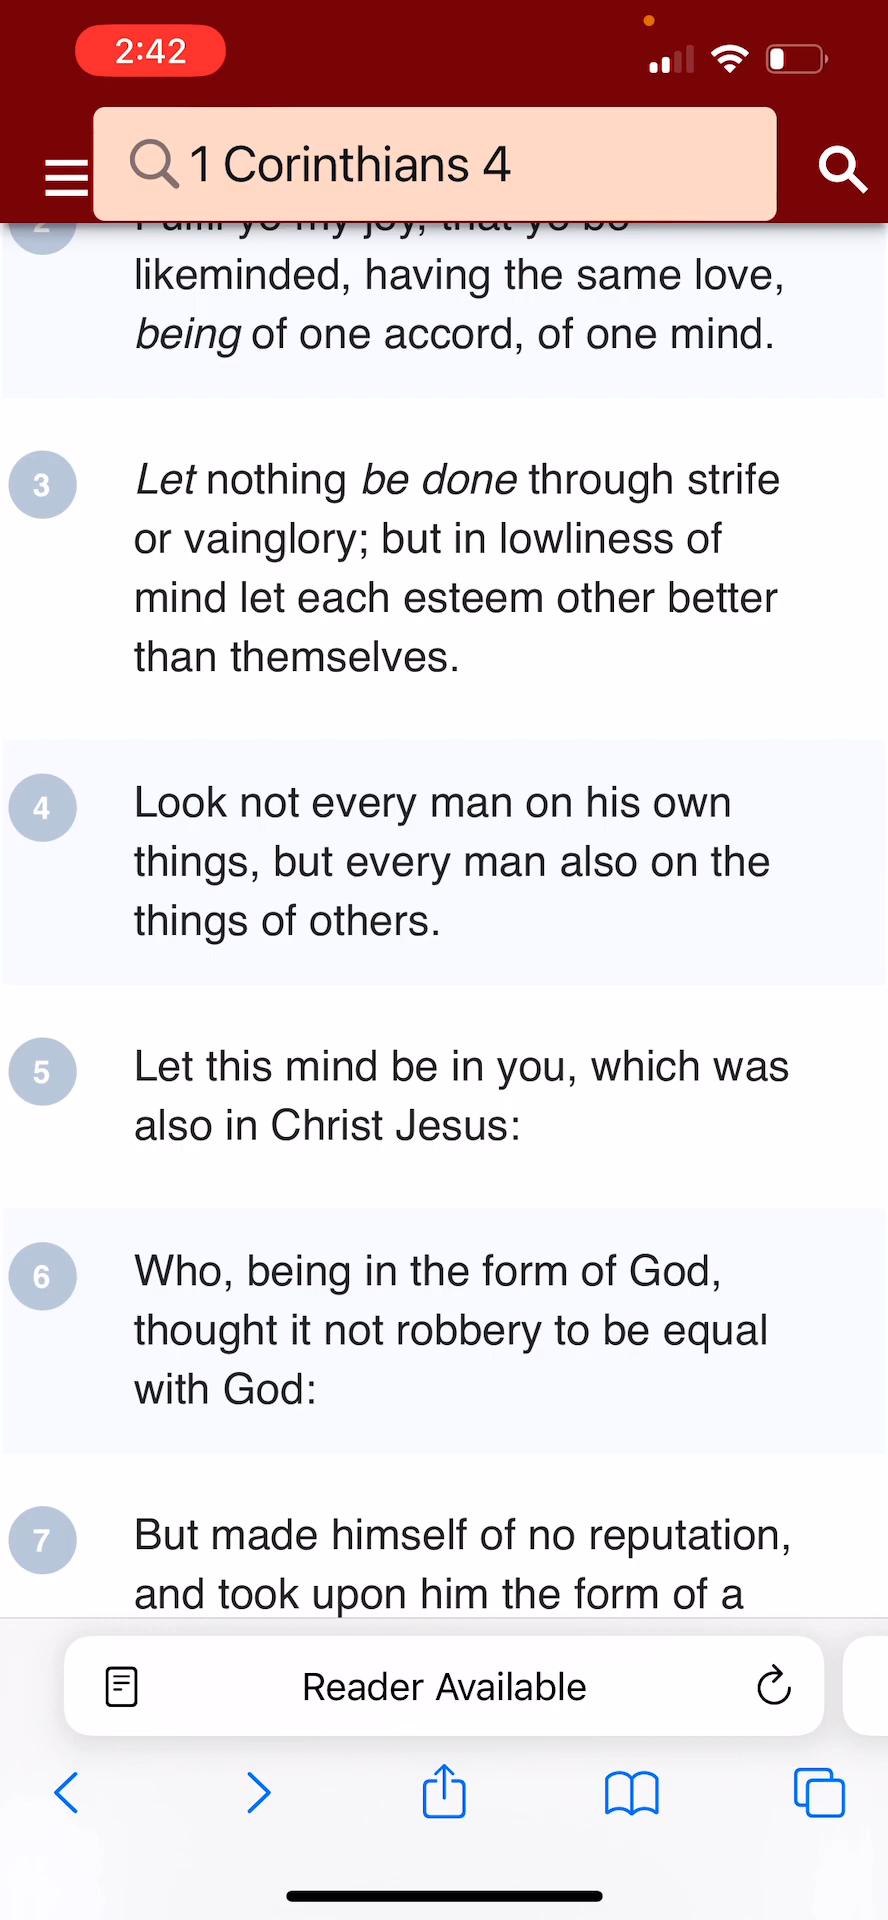 2:42
1 Corinthians 4
2
likeminded, having the same love,
being of one accord, of one mind.
3
Let nothing be done through strife
or vainglory; but in lowliness of
mind let each esteem other better
than themselves.
4
Look not every man on his own
things, but every man also on the
things of others.
5
Let this mind be in you, which was
also in Christ Jesus:
6
Who, being in the form of God,
thought it not robbery to be equal
with God:
7
But made himself of no reputation,
and took upon him the form of a
Reader Available